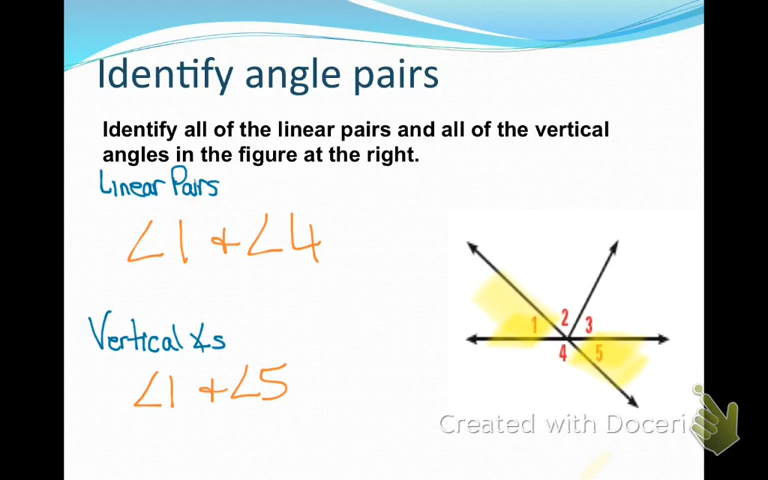 Identify angle pairs
Identify all of the linear pairs and all of the vertical
angles in the figure at the right.
Linear Pairs
∠1 + ∠4
Vertical ∡s
∠1 + ∠5
2
1
3
4
5
Created with Doceri